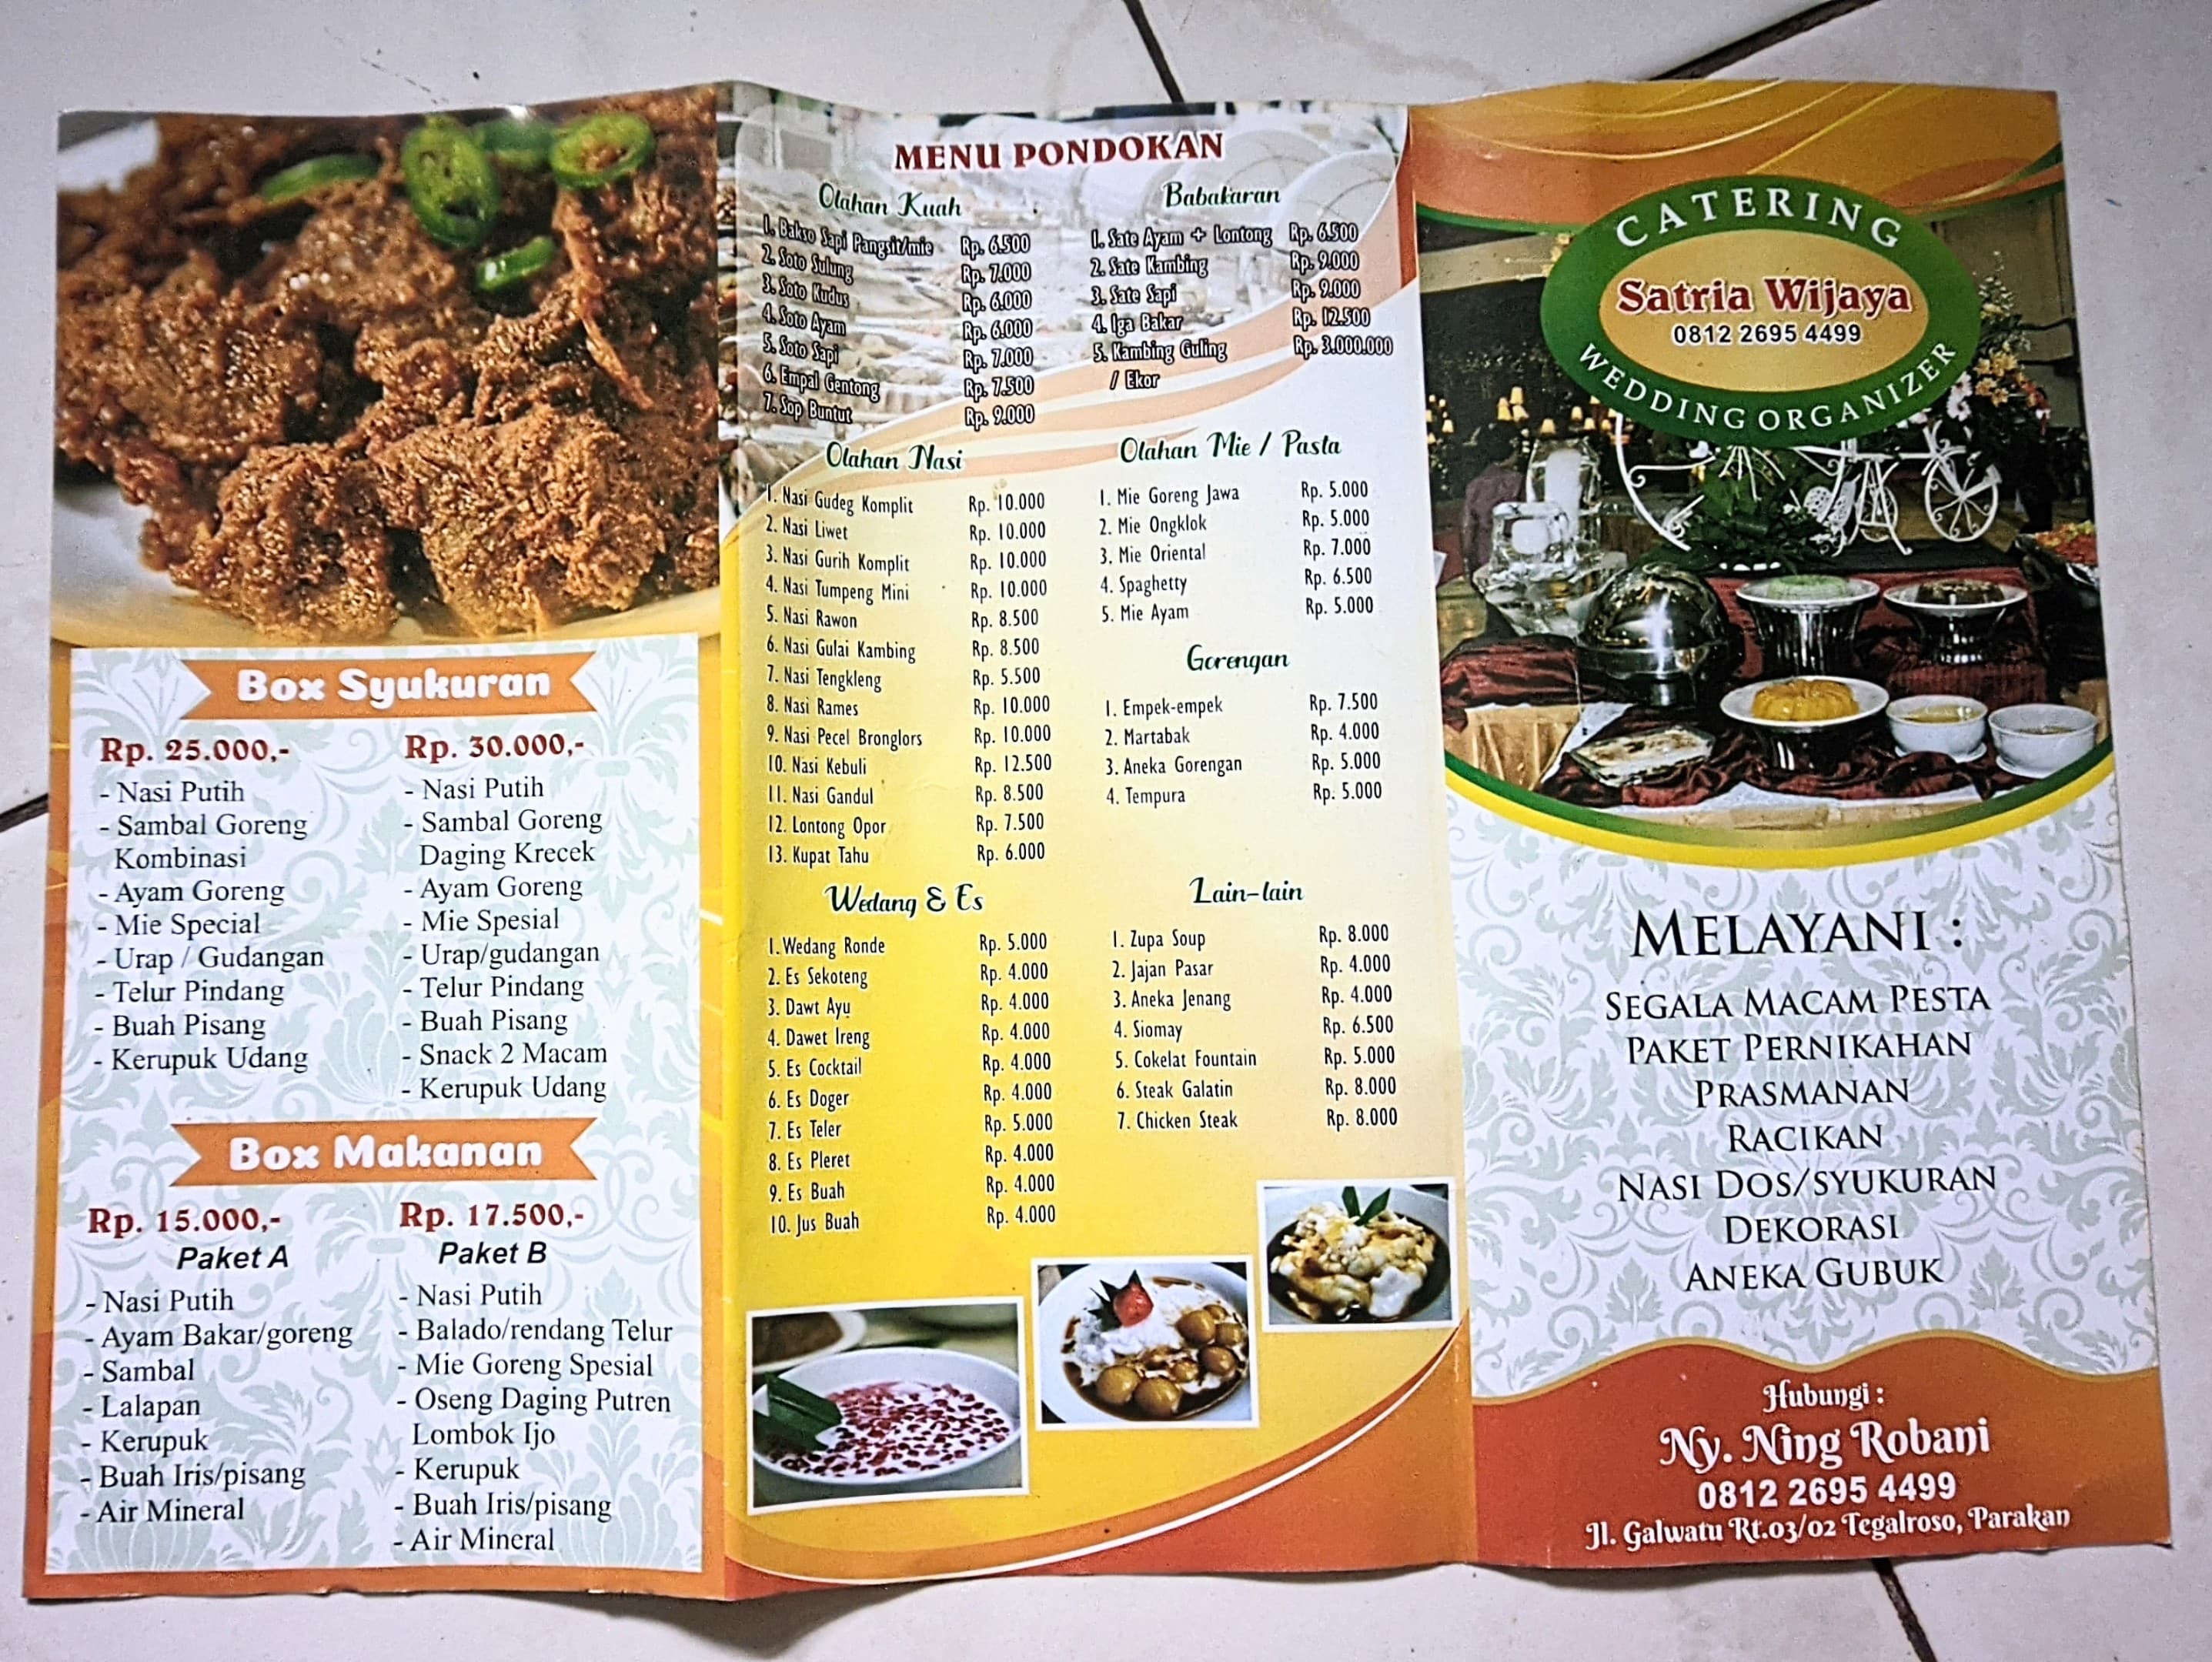 Box Syukuran
Rp. 25.000,-
- Nasi Putih
- Sambal Goreng
Kombinasi
- Ayam Goreng
- Mie Special
- Urap / Gudangan
- Telur Pindang
- Buah Pisang
- Kerupuk Udang
Rp. 30.000,-
- Nasi Putih
- Sambal Goreng
Daging Krecek
- Ayam Goreng
- Mie Spesial
- Urap/gudangan
- Telur Pindang
- Buah Pisang
- Snack 2 Macam
- Kerupuk Udang
Box Makanan
Rp. 15.000,-
Paket A
- Nasi Putih
- Ayam Bakar/goreng
- Sambal
- Lalapan
- Kerupuk
- Buah Iris/pisang
- Air Mineral
Rp. 17.500,-
Paket B
- Nasi Putih
- Balado/rendang Telur
- Mie Goreng Spesial
- Oseng Daging Putren
Lombok Ijo
- Kerupuk
- Buah Iris/pisang
- Air Mineral
MENU PONDOKAN
Olahan Kuah
1. Bakso Sapi Pangsit/mie Rp. 6.500
2. Soto Sulung Rp. 7.000
3. Soto Kudus Rp. 6.000
4. Soto Ayam Rp. 6.000
5. Soto Sapi Rp. 7.000
6. Empal Gentong Rp. 7.500
7. Sop Buntut Rp. 9.000
Babakaran
1. Sate Ayam + Lontong Rp. 6.500
2. Sate Kambing Rp. 9.000
3. Sate Sapi Rp. 9.000
4. Iga Bakar Rp. 12.500
5. Kambing Guling Rp. 3.000.000
/ Ekor
Olahan Nasi
1. Nasi Gudeg Komplit Rp. 10.000
2. Nasi Liwet Rp. 10.000
3. Nasi Gurih Komplit Rp. 10.000
4. Nasi Tumpeng Mini Rp. 10.000
5. Nasi Rawon Rp. 8.500
6. Nasi Gulai Kambing Rp. 8.500
7. Nasi Tengkleng Rp. 5.500
8. Nasi Rames Rp. 10.000
9. Nasi Pecel Bronglors Rp. 10.000
10. Nasi Kebuli Rp. 12.500
11. Nasi Gandul Rp. 8.500
12. Lontong Opor Rp. 7.500
13. Kupat Tahu Rp. 6.000
Olahan Mie / Pasta
1. Mie Goreng Jawa Rp. 5.000
2. Mie Ongklok Rp. 5.000
3. Mie Oriental Rp. 7.000
4. Spaghetty Rp. 6.500
5. Mie Ayam Rp. 5.000
Gorengan
1. Empek-empek Rp. 7.500
2. Martabak Rp. 4.000
3. Aneka Gorengan Rp. 5.000
4. Tempura Rp. 5.000
Wedang & Es
1.Wedang Ronde Rp. 5.000
2. Es Sekoteng Rp. 4.000
3. Dawt Ayu Rp. 4.000
4. Dawet Ireng Rp. 4.000
5. Es Cocktail Rp. 4.000
6. Es Doger Rp. 4.000
7. Es Teler Rp. 5.000
8. Es Pleret Rp. 4.000
9. Es Buah Rp. 4.000
10. Jus Buah Rp. 4.000
Lain-lain
1. Zupa Soup Rp. 8.000
2. Jajan Pasar Rp. 4.000
3. Aneka Jenang Rp. 4.000
4. Siomay Rp. 6.500
5. Cokelat Fountain Rp. 5.000
6. Steak Galatin Rp. 8.000
7. Chicken Steak Rp. 8.000
CATERING
Satria Wijaya
0812 2695 4499
WEDDING ORGANIZER
MELAYANI :
SEGALA MACAM PESTA
PAKET PERNIKAHAN
PRASMANAN
RACIKAN
NASI DOS/SYUKURAN
DEKORASI
ANEKA GUBUK
Hubungi :
Ny. Ning Robani
0812 2695 4499
Jl. Galwatu Rt.03/02 Tegalroso, Parakan